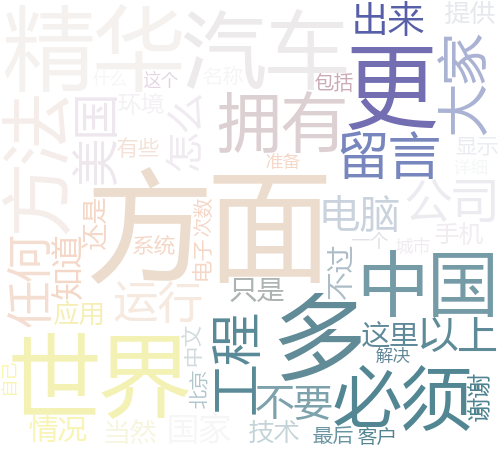 精华
汽车
更
出来
提供
大家
什么
这个
名称
包括
方法
美国
环境
怎么
拥有
留言
显示
详细
有些
准备
方面
电脑
公司
手机
还是
电子
次数
任何
知道
系统
不过
一个
城市
只是
中国
运行
应用
多
工程
这里
以上
世界
中文
北京
解决
必须
谢谢
自己
不要
情况
当然
国家
技术
最后
客户